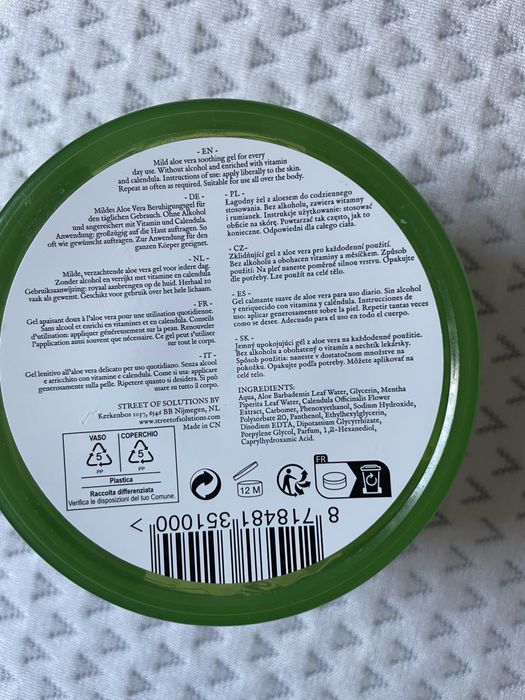 - EN -
Mild aloe vera soothing gel for every
day use. Without alcohol and enriched with vitamin
and calendula. Instructions of use: apply liberally to the skin.
Repeat as often as required. Suitable for use all over the body.
- DE -
Mildes Aloe Vera Beruhigungsgel für
den täglichen Gebrauch. Ohne Alkohol
und angereichert mit Vitamin und Calendula.
Anwendung: großzügig auf die Haut auftragen. So
oft wie gewünscht auftragen. Zur Anwendung für den
ganzen Körper geeignet.
- NL -
Milde, verzachtende aloe vera gel voor iedere dag.
Zonder alcohol en verrijkt met vitamine en calendula
Gebruiksaanwijzing: royaal aanbrengen op de huid. Herhaal zo
vaak als gewenst. Geschikt voor gebruik over het hele lichaam.
- FR -
Gel apaisant doux à l'aloe vera pour une utilisation quotidienne.
Sans alcool et enrichi en vitamines et en calendula. Conseils
d'utilisation: appliquer généreusement sur la peau. Renouveler
l'application aussi souvent que nécessaire. Ce gel peut s'utiliser
sur tout le corps.
- IT -
Gel lenitivo all'aloe vera delicato per uso quotidiano. Senza alcool
e arricchito con vitamine e calendula. Come si usa: applicare
generosamente sulla pelle. Ripetere quanto si desidera. Si può
usare su tutto il corpo.
STREET OF SOLUTIONS BV
Kerkenbos 1037, 6546 BB Nijmegen, NL
www.streetofsolutions.com
Made in CN
- PL -
Łagodny żel z aloesem do codziennego
stosowania. Bez alkoholu, zawiera witaminy
i rumianek. Instrukcje użytkowanie: stosować
obficie na skórę. Powtarzać tak często, jak to
konieczne. Odpowiedni dla całego ciała.
- CZ-
Zklidňující gel z aloe vera pro každodenní použití.
Bez alkoholu a obohacen vitaminy a měsíčkem. Způsob
použití: Na pleť naneste poměrně silnou vrstvu. Opakujte
dle potřeby. Lze použít na celé tělo.
- ES -
Gel calmante suave de aloe vera para uso diario. Sin alcohol
y enriquecido con vitamina y caléndula. Instrucciones de
uso: aplicar generosamente sobre la piel. Repetir tantas veces
como se desee. Adecuado para el uso en todo el cuerpo.
- SK -
Jemný upokojujúci gél z aloe vera na každodenné použitie.
Bez alkoholu a obohatený o vitamín a nechtík lekársky.
Spôsob použitia: naneste v dostatočnom množstve na
pokožku. Opakujte podľa potreby. Môžete aplikovať na
celé telo.
INGREDIENTS:
Aqua, Aloe Barbadensis Leaf Water, Glycerin, Mentha
Piperita Leaf Water, Calendula Officinalis Flower
Extract, Carbomer, Phenoxyethanol, Sodium Hydroxide,
Polysorbate 20, Panthenol, Ethylhexylglycerin,
Disodium EDTA, Dipotassium Glycyrrhizate,
Porpylene Glycol, Parfum, 1,2-Hexanediol,
Caprylhydroxamic Acid.
VASO COPERCHIO
5 5
PP PP
Plastica
Raccolta differenziata
Verifica le disposizioni del tuo Comune.
12 M
FR
8 718481 351000 >